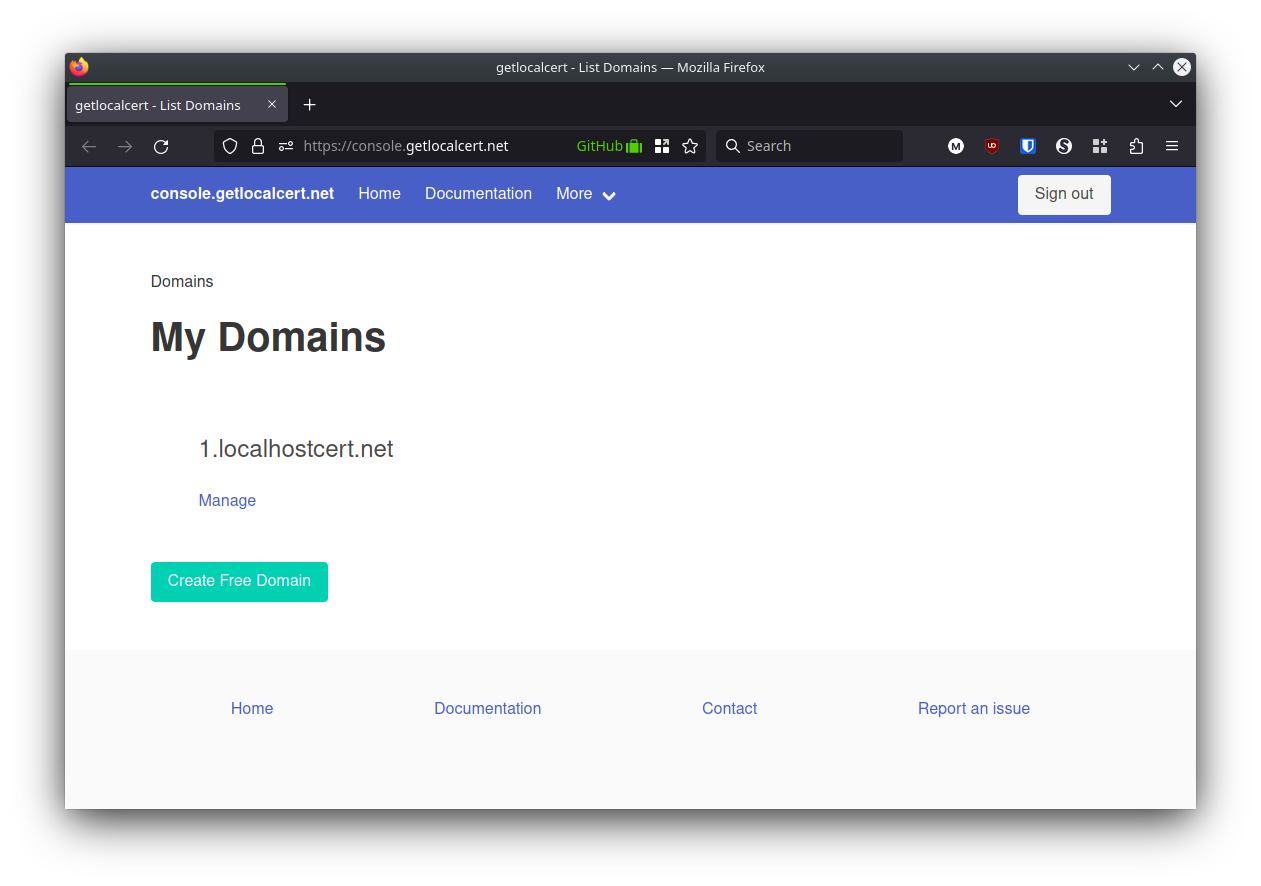 getlocalcert - List Domains — Mozilla Firefox
getlocalcert - List Domains
https://console.getlocalcert.net GitHub Search
console.getlocalcert.net Home Documentation More Sign out
Domains
My Domains
1.localhostcert.net
Manage
Create Free Domain
Home Documentation Contact Report an issue